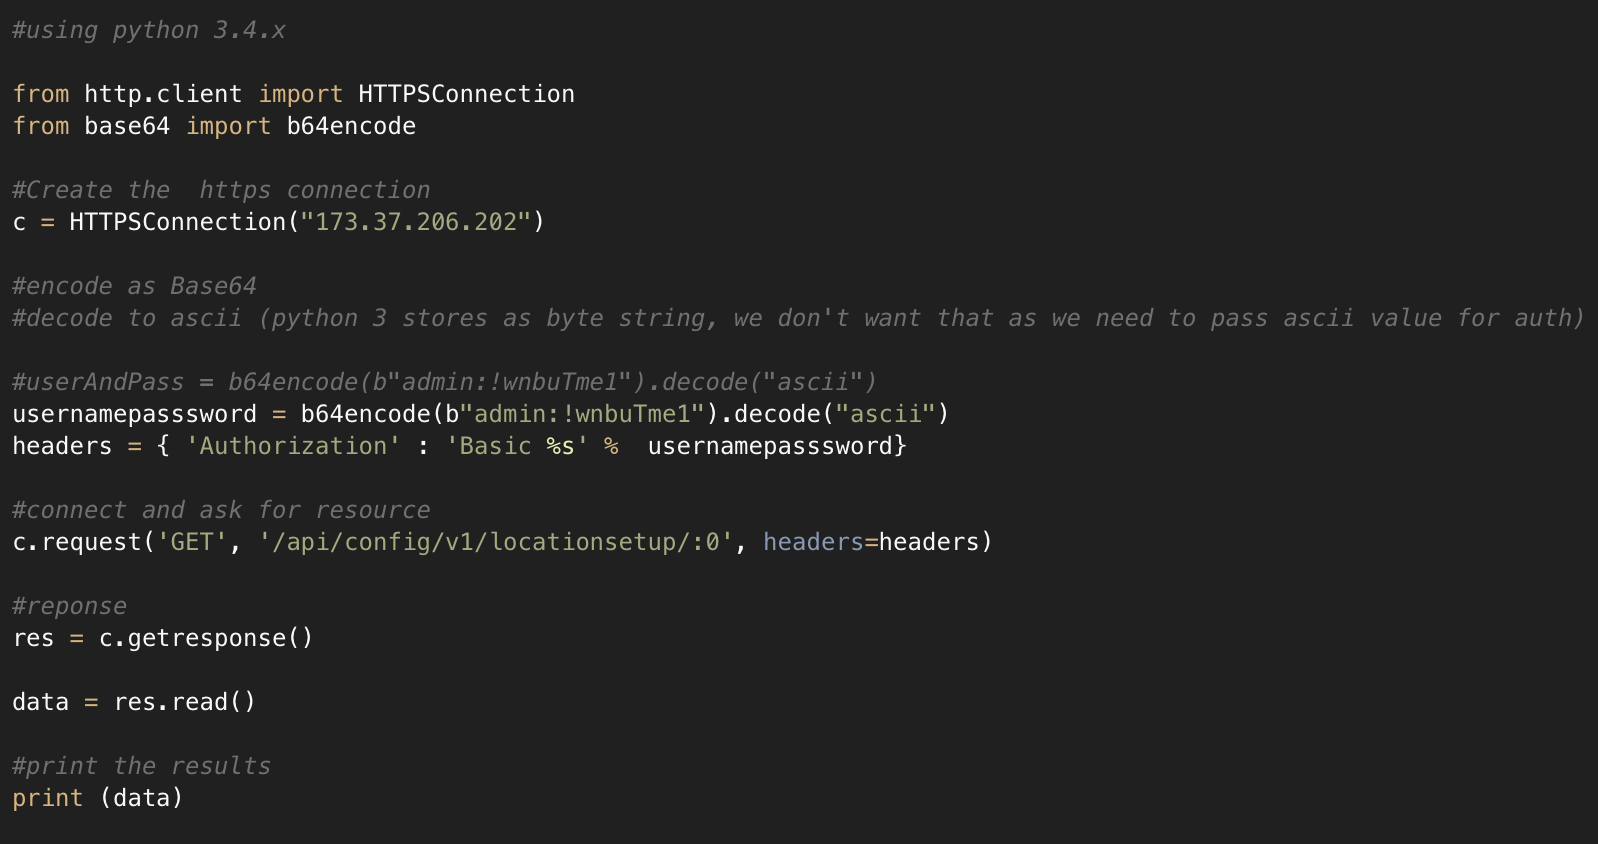 #using python 3.4.x
from http.client import HTTPSConnection
from base64 import b64encode
#Create the  https connection
c = HTTPSConnection("173.37.206.202")
#encode as Base64
#decode to ascii (python 3 stores as byte string, we don't want that as we need to pass ascii value for auth)
#userAndPass = b64encode(b"admin:!wnbuTme1").decode("ascii")
usernamepasssword = b64encode(b"admin:!wnbuTme1").decode("ascii")
headers = { 'Authorization' : 'Basic %s' %  usernamepasssword}
#connect and ask for resource
c.request('GET', '/api/config/v1/locationsetup/:0', headers=headers)
#reponse
res = c.getresponse()
data = res.read()
#print the results
print (data)